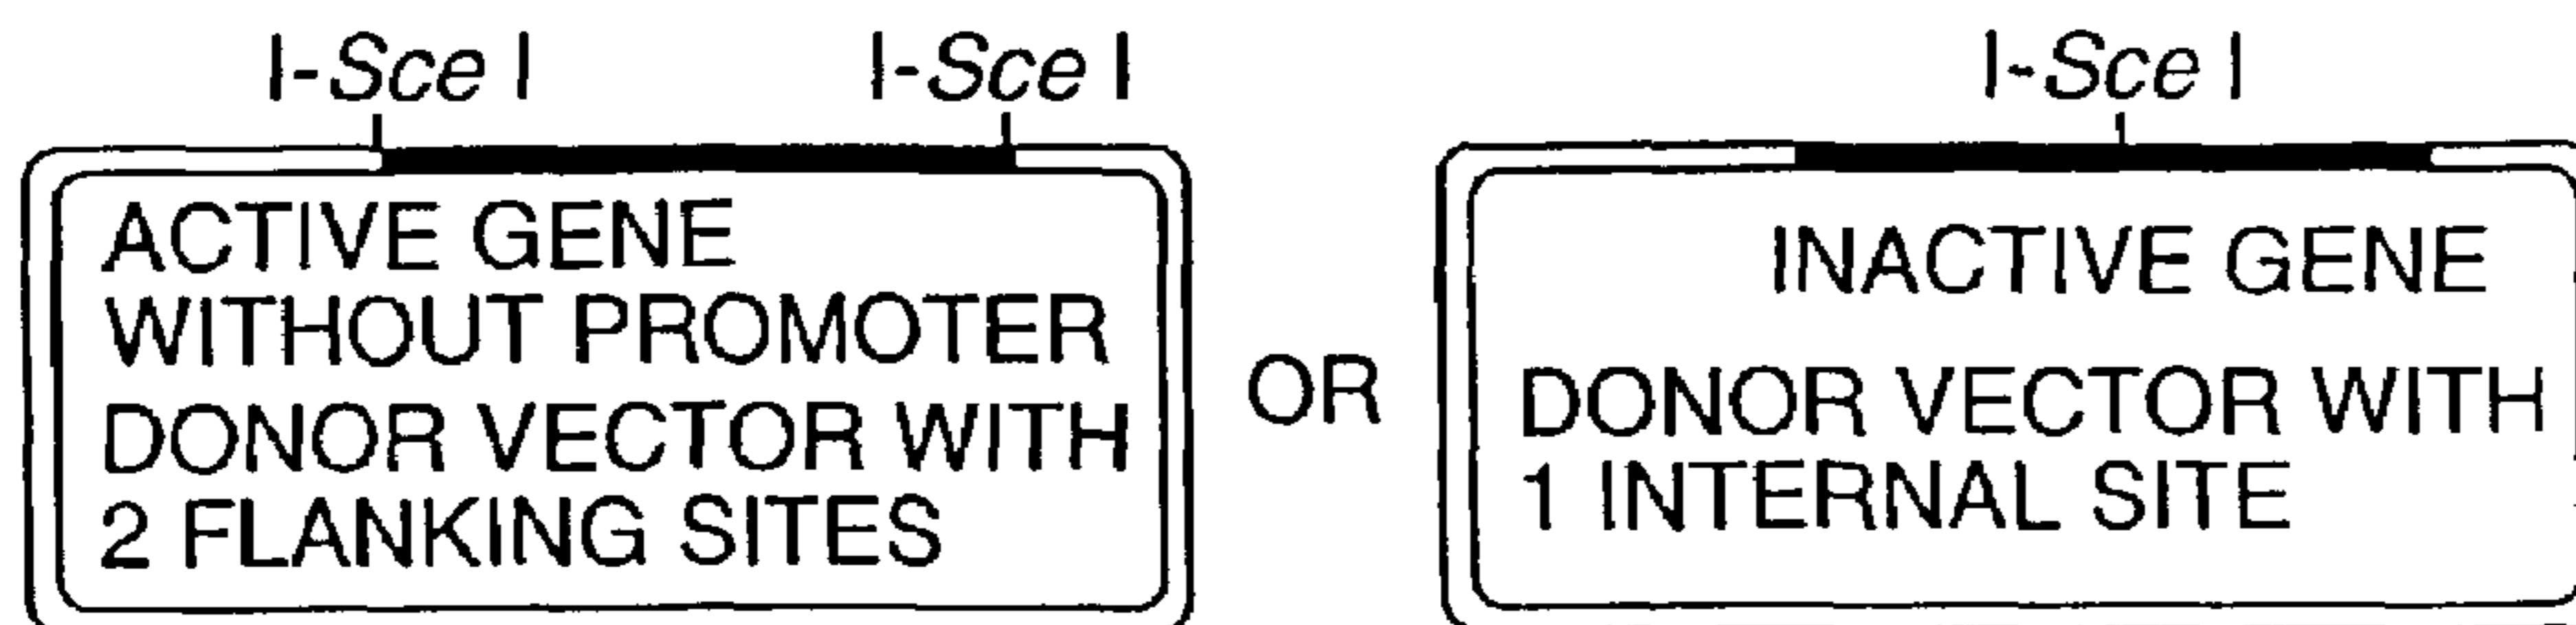 I-Sce I I-Sce I I-Sce I
ACTIVE GENE
WITHOUT PROMOTER
DONOR VECTOR WITH
2 FLANKING SITES
OR
INACTIVE GENE
DONOR VECTOR WITH
1 INTERNAL SITE